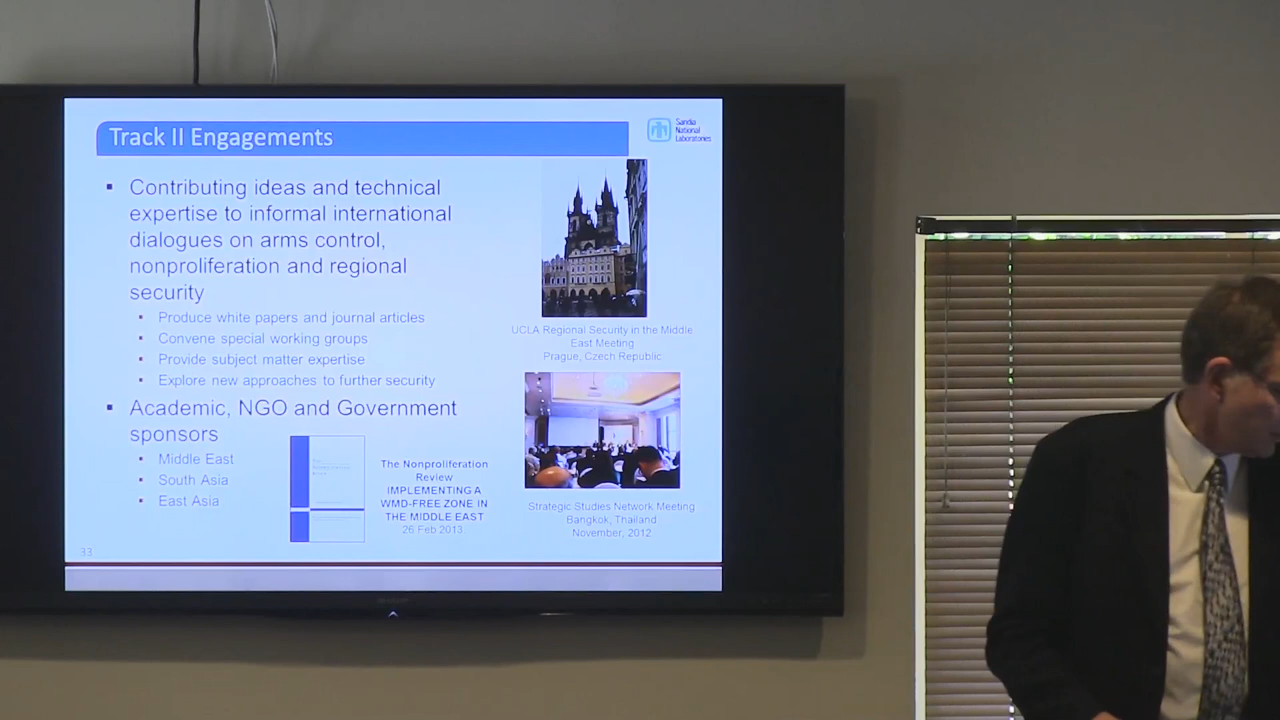 Track II Engagements
Sandia
National
Laboratories
▪ Contributing ideas and technical
expertise to informal international
dialogues on arms control,
nonproliferation and regional
security
▪ Produce white papers and journal articles
▪ Convene special working groups
▪ Provide subject matter expertise
▪ Explore new approaches to further security
▪ Academic, NGO and Government
sponsors
▪ Middle East
▪ South Asia
▪ East Asia
The Nonproliferation
Review
IMPLEMENTING A
WMD-FREE ZONE IN
THE MIDDLE EAST
26 Feb 2013
UCLA Regional Security in the Middle
East Meeting
Prague, Czech Republic
Strategic Studies Network Meeting
Bangkok, Thailand
November, 2012
33